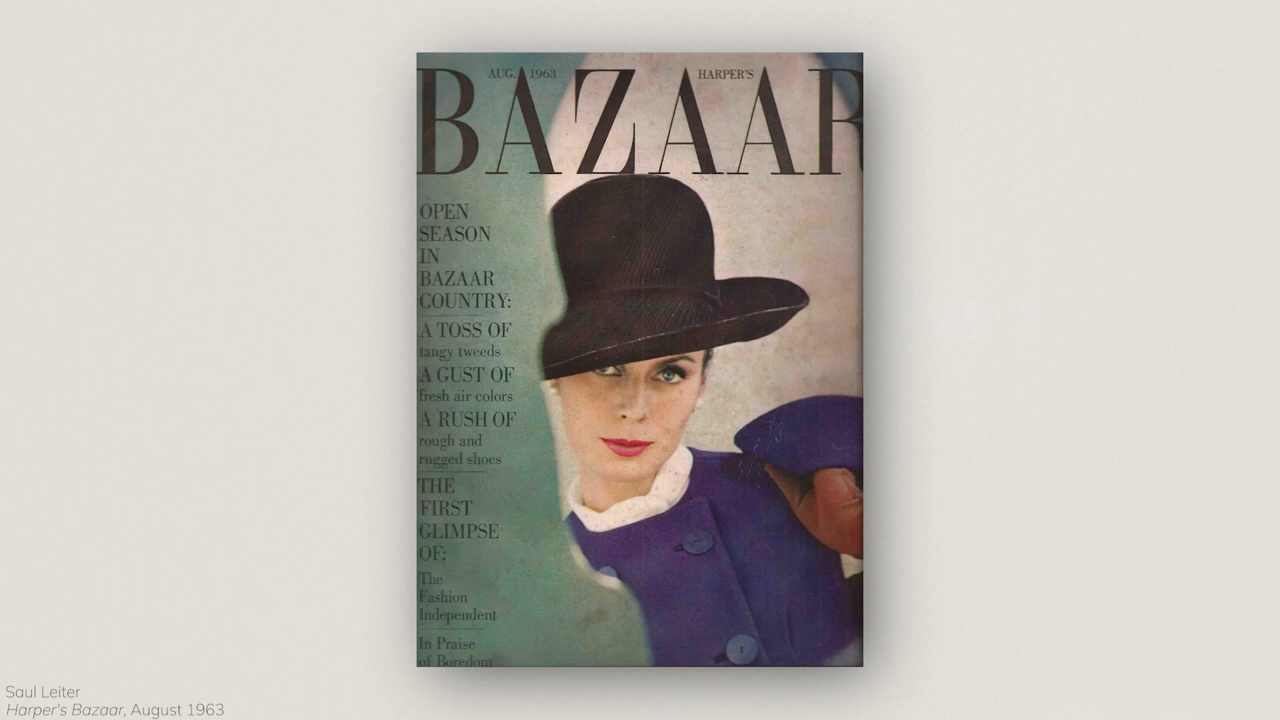 AUG. 1963 HARPER'S
BAZAAR
OPEN
SEASON
IN
BAZAAR
COUNTRY:
A TOSS OF
tangy tweeds
A GUST OF
fresh air colors
A RUSH OF
rough and
rugged shoes
THE
FIRST
GLIMPSE
OF:
The
Fashion
Independent
In Praise
of Boredom
Saul Leiter
Harper's Bazaar, August 1963